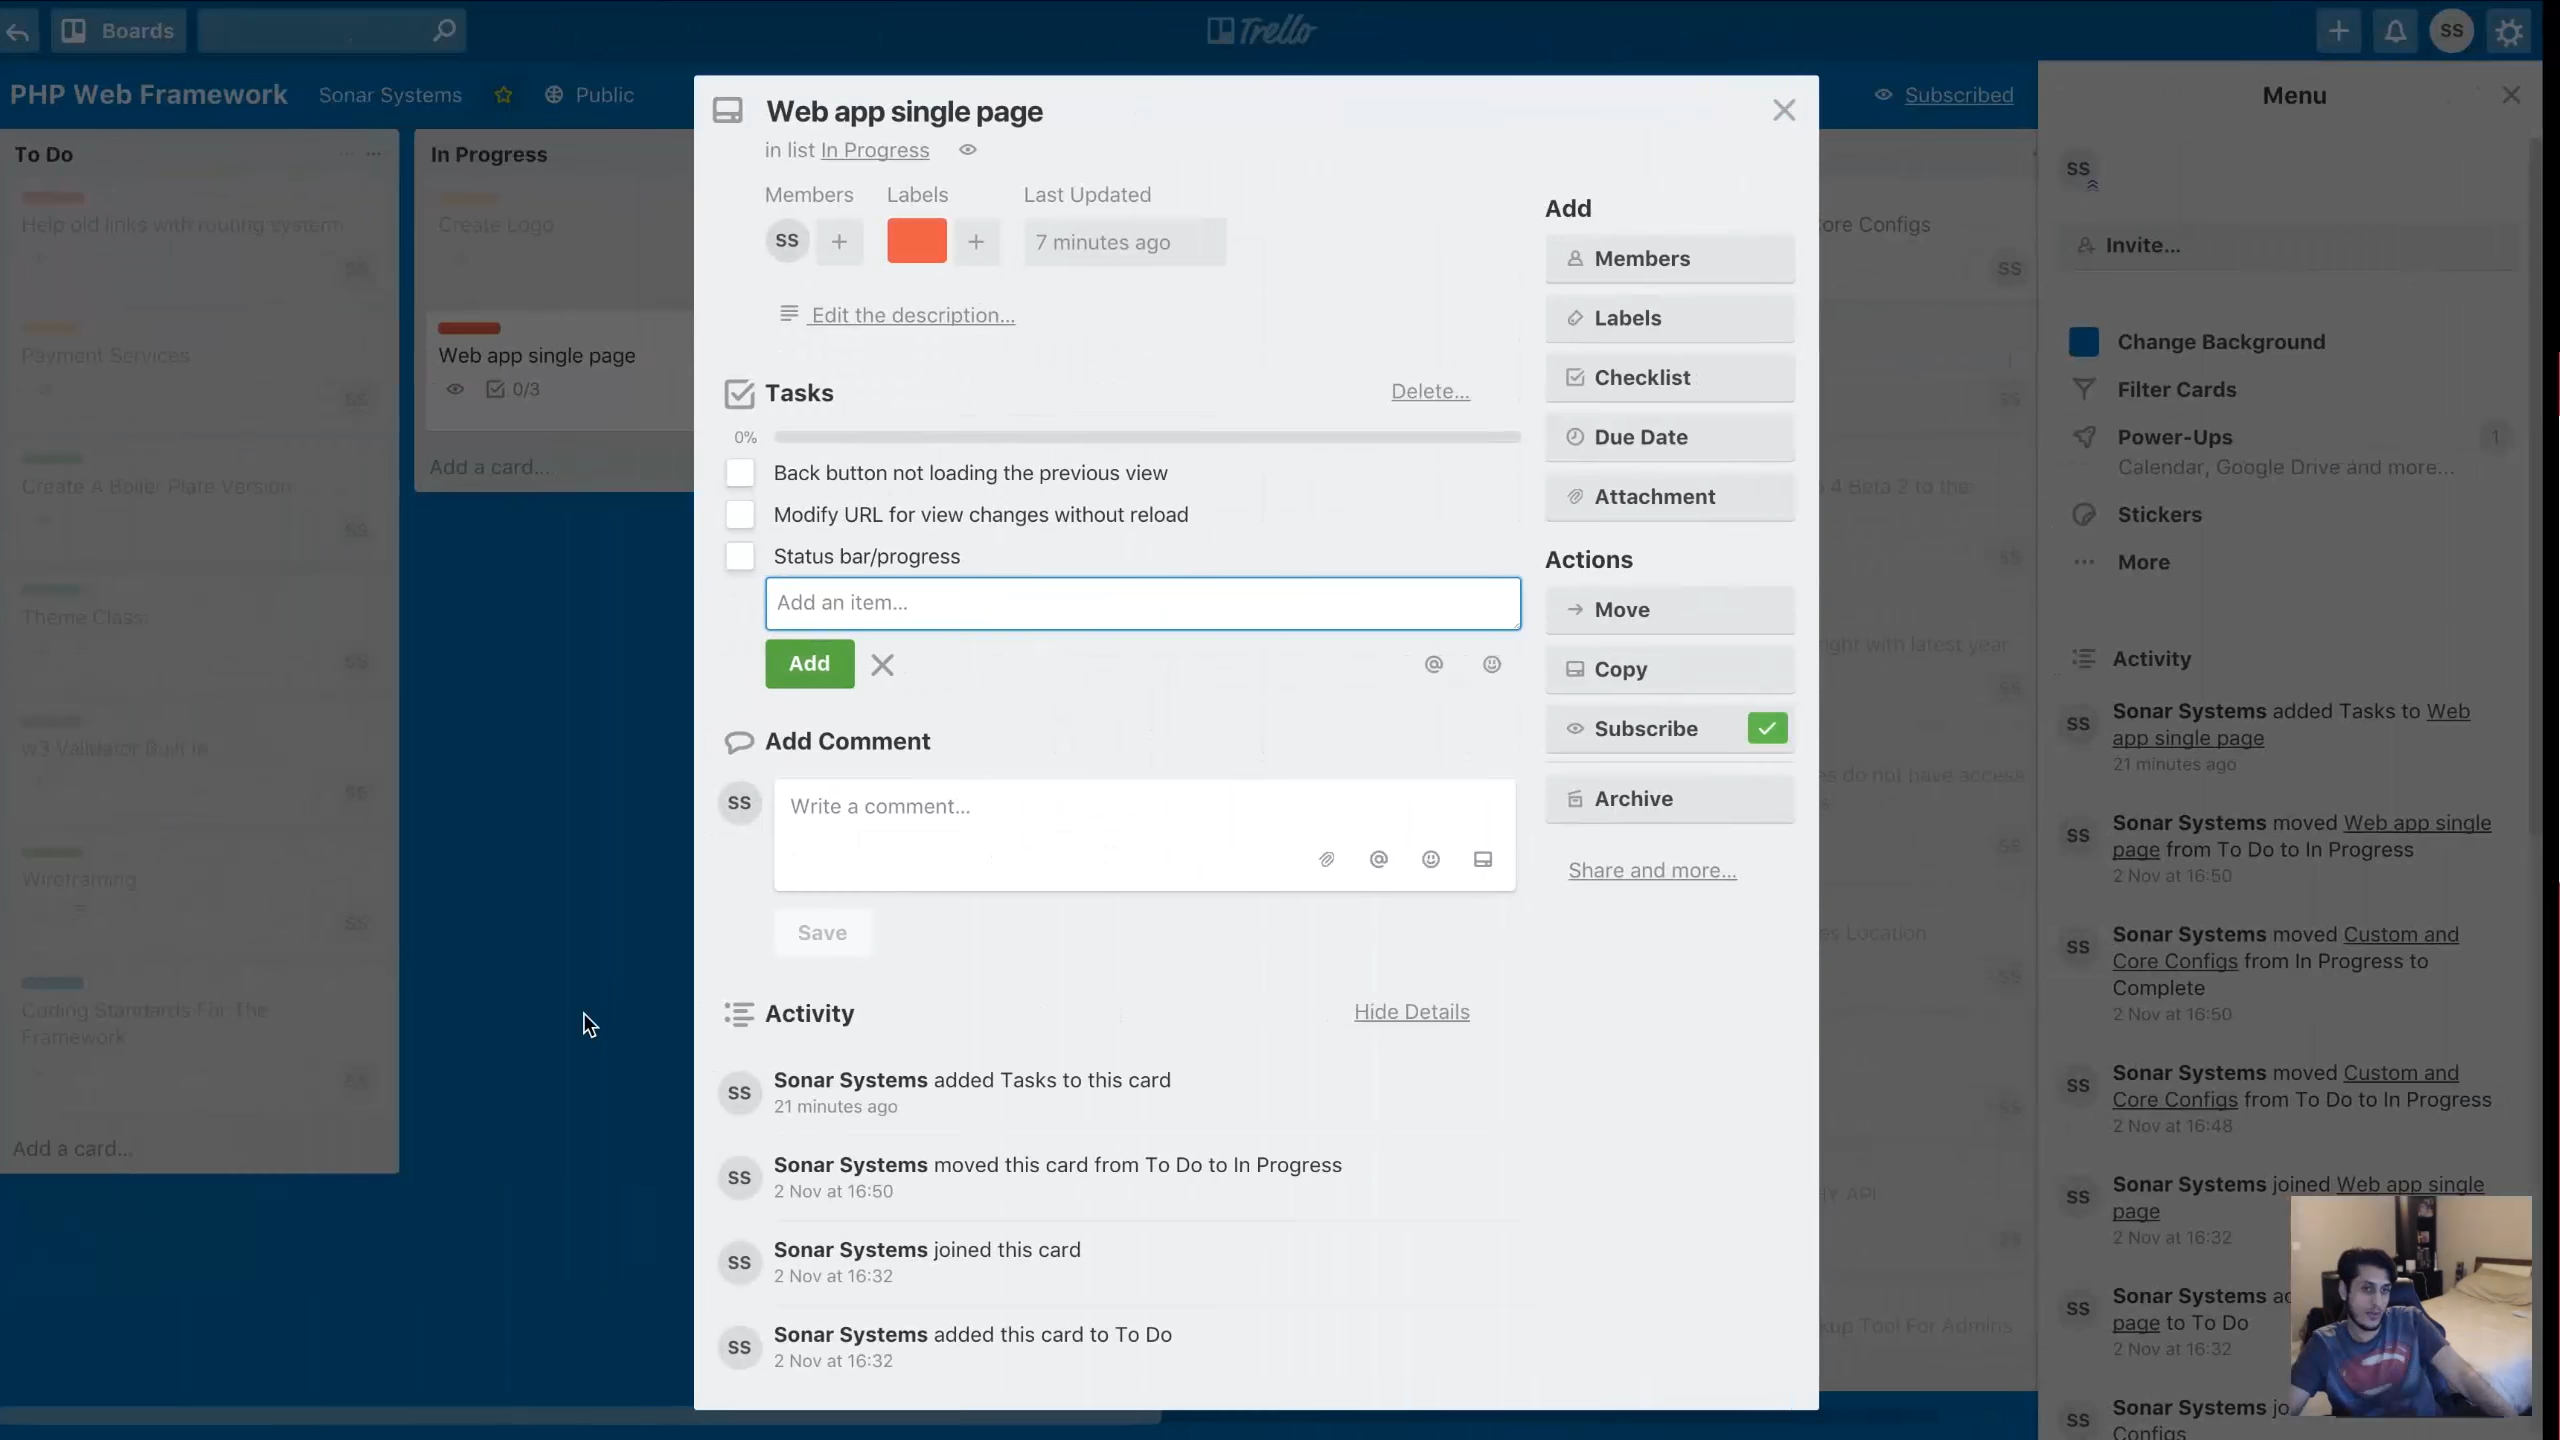 Boards
Trello
SS
PHP Web Framework
Sonar Systems
Public
Subscribed
To Do
Help old links with routing system
Payment Services
Create A Boiler Plate Version
Theme Class
w3 Validator Built in
Wireframing
Coding Standards For The
Framework
Add a card...
In Progress
Create Logo
Web app single page
0/3
Add a card...
Web app single page
in list In Progress
Members
Labels
Last Updated
SS
7 minutes ago
Edit the description...
Tasks
Delete...
0%
Back button not loading the previous view
Modify URL for view changes without reload
Status bar/progress
Add an item...
Add
Add Comment
SS
Write a comment...
Save
Activity
Hide Details
SS
Sonar Systems added Tasks to this card
21 minutes ago
SS
Sonar Systems moved this card from To Do to In Progress
2 Nov at 16:50
SS
Sonar Systems joined this card
2 Nov at 16:32
SS
Sonar Systems added this card to To Do
2 Nov at 16:32
Add
Members
Labels
Checklist
Due Date
Attachment
Actions
Move
Copy
Subscribe
Archive
Share and more...
ore Configs
SS
4 Beta 2 to the
ight with latest year
s do not have access
es Location
Y API
kup Tool For Admins
Menu
SS
Invite...
Change Background
Filter Cards
Power-Ups
1
Calendar, Google Drive and more...
Stickers
More
Activity
SS
Sonar Systems added Tasks to Web
app single page
21 minutes ago
SS
Sonar Systems moved Web app single
page from To Do to In Progress
2 Nov at 16:50
SS
Sonar Systems moved Custom and
Core Configs from In Progress to
Complete
2 Nov at 16:50
SS
Sonar Systems moved Custom and
Core Configs from To Do to In Progress
2 Nov at 16:48
SS
Sonar Systems joined Web app single
page
2 Nov at 16:32
SS
Sonar Systems ad
page to To Do
2 Nov at 16:32
SS
Sonar Systems jo
Configs